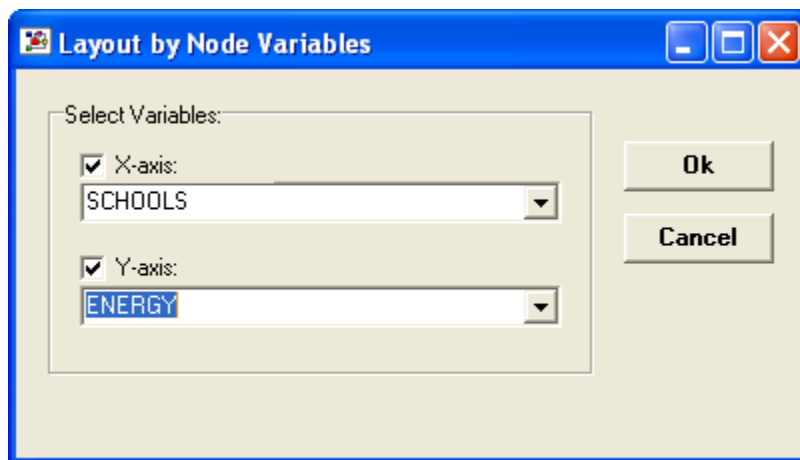 Layout by Node Variables
Select Variables:
X-axis:
SCHOOLS
Y-axis:
ENERGY
Ok
Cancel